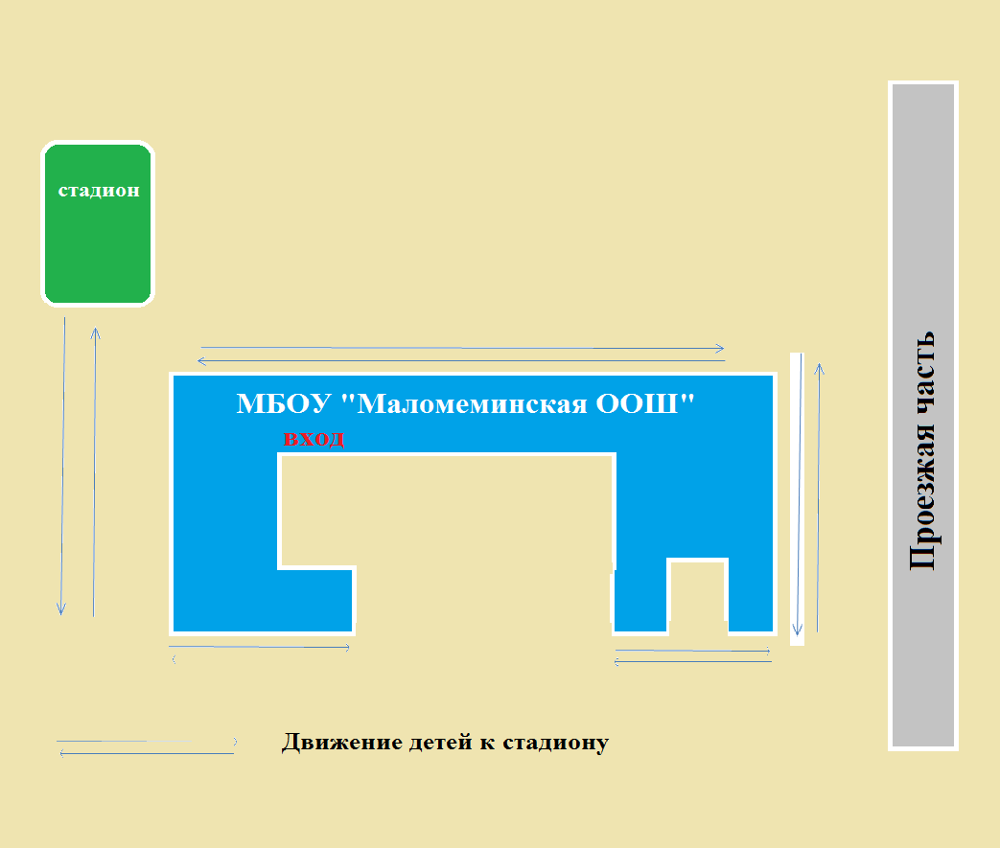 стадион
МБОУ "Маломеминская ООШ"
вход
Проезжая часть
Движение детей к стадиону